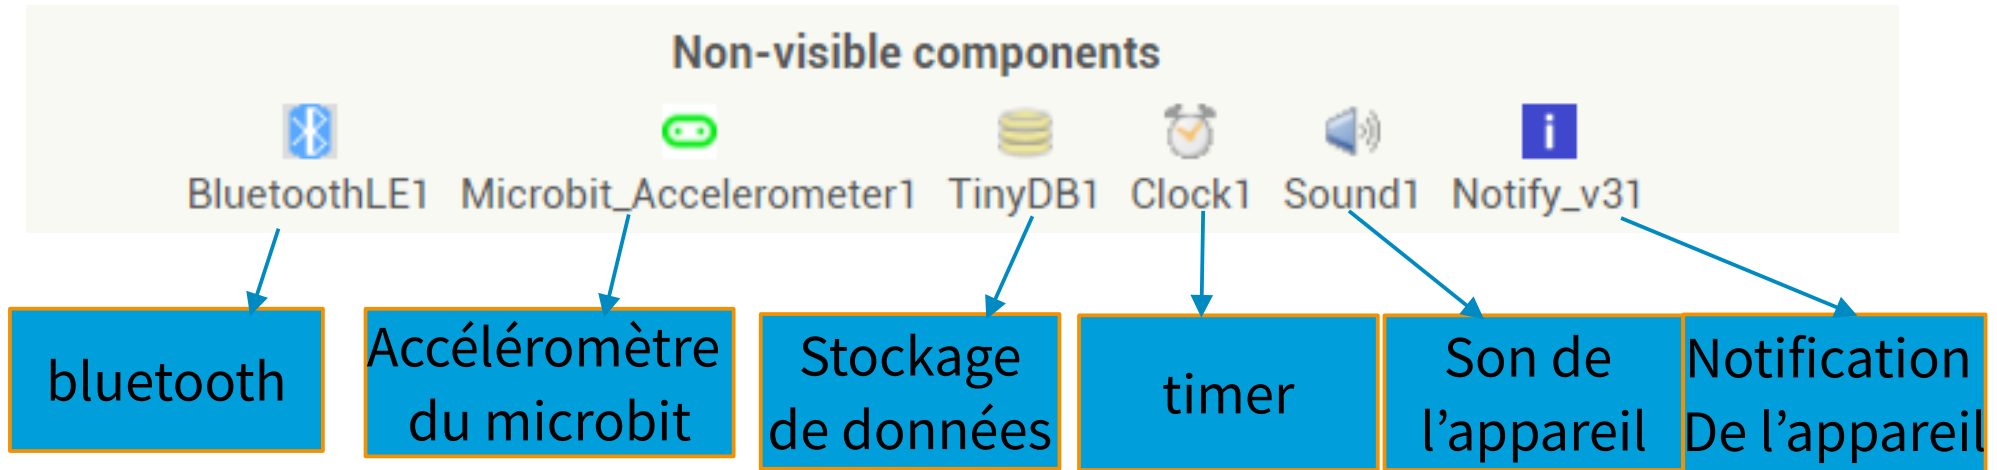 Non-visible components
BluetoothLE1 Microbit_Accelerometer1 TinyDB1 Clock1 Sound1 Notify_v31
bluetooth
Accéléromètre
du microbit
Stockage
de données
timer
Son de
l’appareil
Notification
De l’appareil